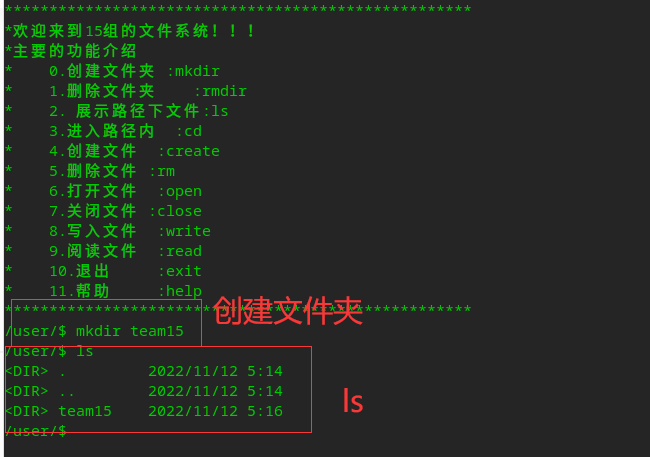 ****************************************************
*欢迎来到15组的文件系统！！！
*主要的功能介绍
*    0.创建文件夹 :mkdir
*    1.删除文件夹    :rmdir
*    2. 展示路径下文件:ls
*    3.进入路径内  :cd
*    4.创建文件  :create
*    5.删除文件 :rm
*    6.打开文件  :open
*    7.关闭文件 :close
*    8.写入文件  :write
*    9.阅读文件  :read
*    10.退出     :exit
*    11.帮助     :help
****************************************************
创建文件夹
/user/$ mkdir team15
/user/$ ls
<DIR> .         2022/11/12 5:14
<DIR> ..        2022/11/12 5:14
ls
<DIR> team15    2022/11/12 5:16
/user/$